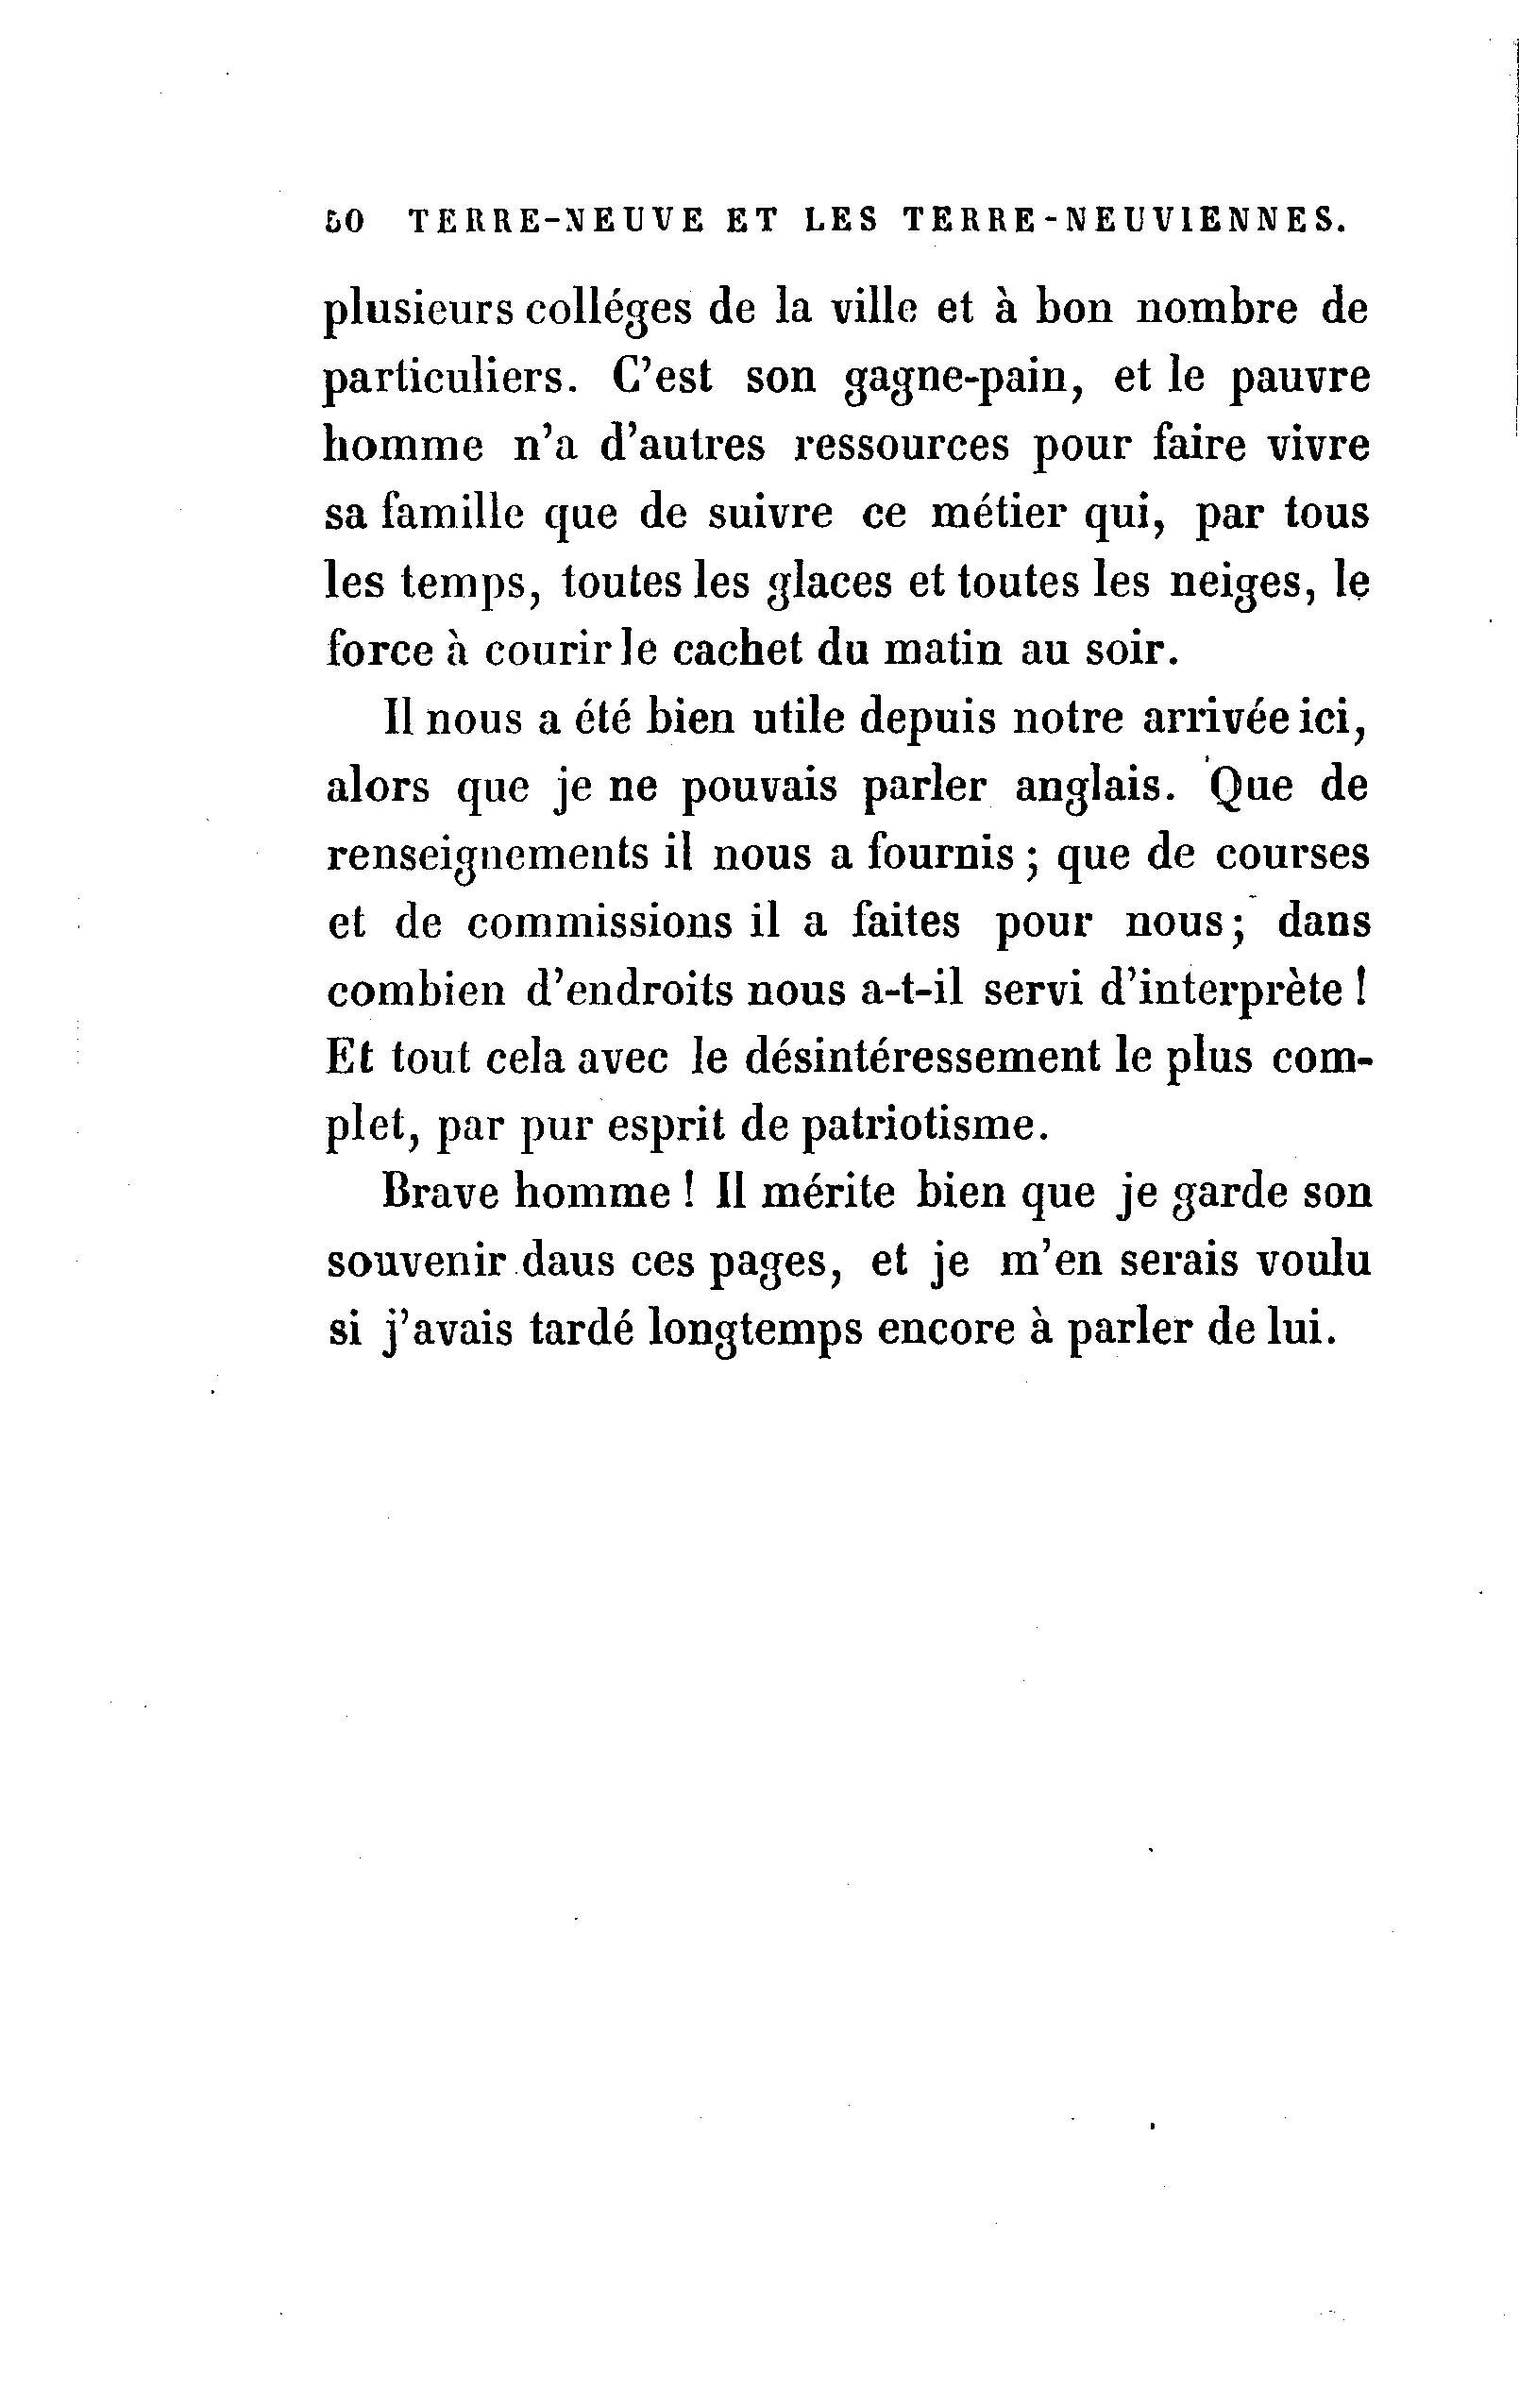 50 TERRE-NEUVE ET LES TERRE-NEUVIENNES.
plusieurs colléges de la ville et à bon nombre de
particuliers. C'est son gagne-pain, et le pauvre
homme n'a d'autres ressources pour faire vivre
sa famille que de suivre ce métier qui, par tous
les temps, toutes les glaces et toutes les neiges, le
force à courir le cachet du matin au soir.
Il nous a été bien utile depuis notre arrivée ici,
alors que je ne pouvais parler anglais. Que de
renseignements il nous a fournis ; que de courses
et de commissions il a faites pour nous ; dans
combien d'endroits nous a-t-il servi d'interprète !
Et tout cela avec le désintéressement le plus com-
plet, par pur esprit de patriotisme.
Brave homme ! Il mérite bien que je garde son
souvenir daus ces pages, et je m'en serais voulu
si j'avais tardé longtemps encore à parler de lui.